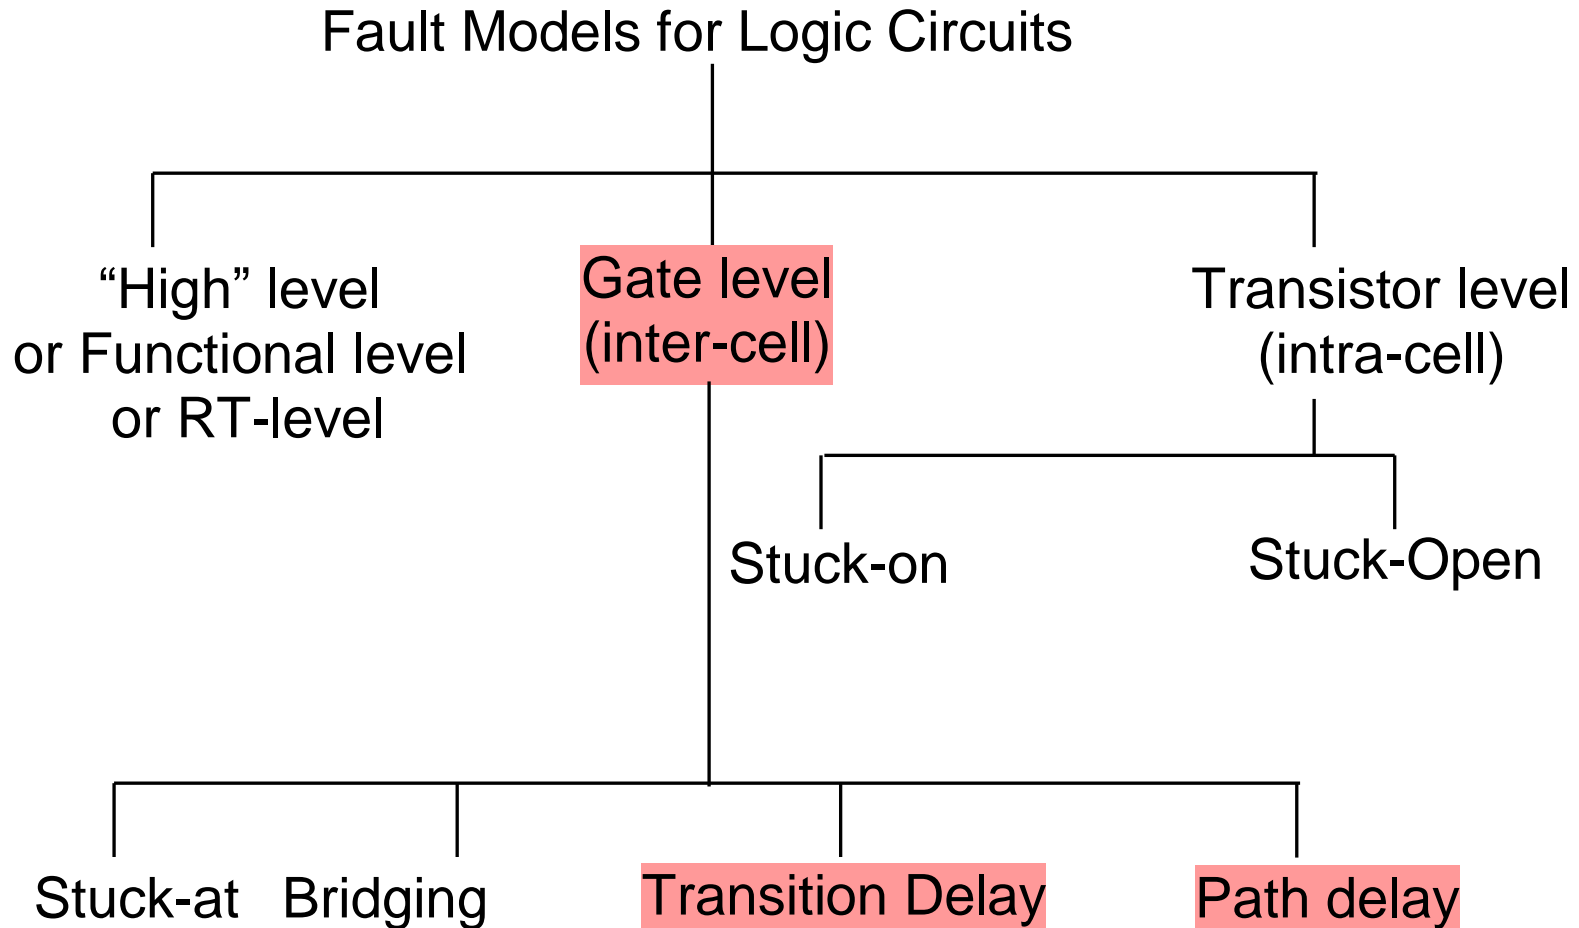 Fault Models for Logic Circuits
“High” level
or Functional level
or RT-level
Gate level
(inter-cell)
Transistor level
(intra-cell)
Stuck-on
Stuck-Open
Stuck-at
Bridging
Transition Delay
Path delay